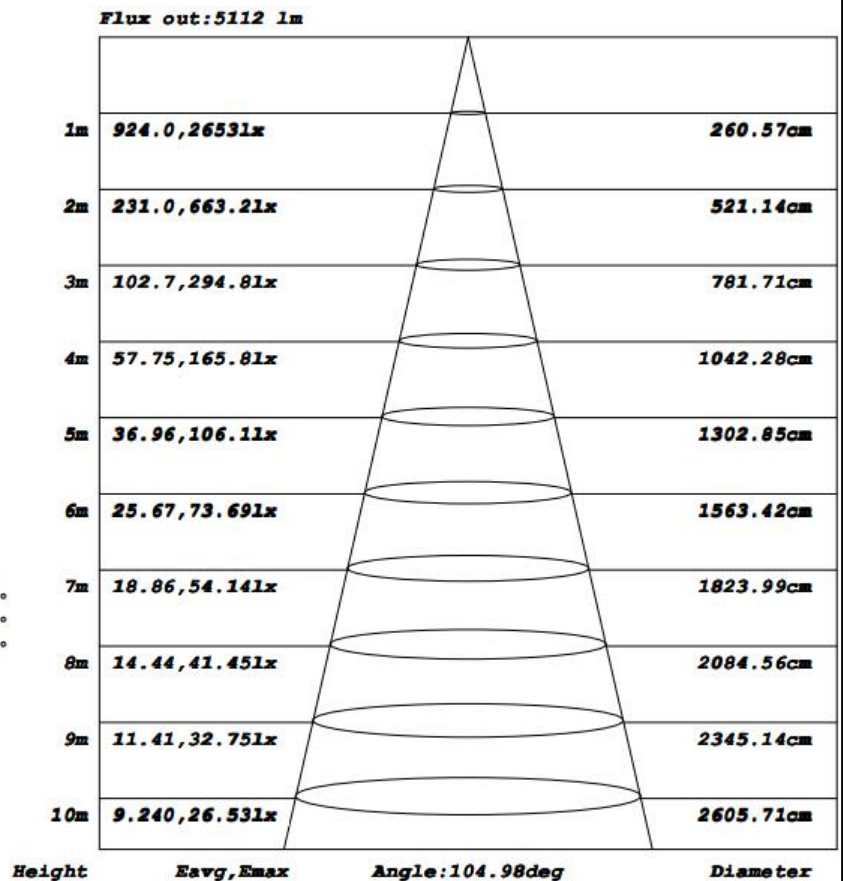 Flux out:5112 lm
1m 924.0,2653lx 260.57cm
2m 231.0,663.2lx 521.14cm
3m 102.7,294.8lx 781.71cm
4m 57.75,165.8lx 1042.28cm
5m 36.96,106.1lx 1302.85cm
6m 25.67,73.69lx 1563.42cm
7m 18.86,54.14lx 1823.99cm
8m 14.44,41.45lx 2084.56cm
9m 11.41,32.75lx 2345.14cm
10m 9.240,26.53lx 2605.71cm
Height Eavg,Emax Angle:104.98deg Diameter